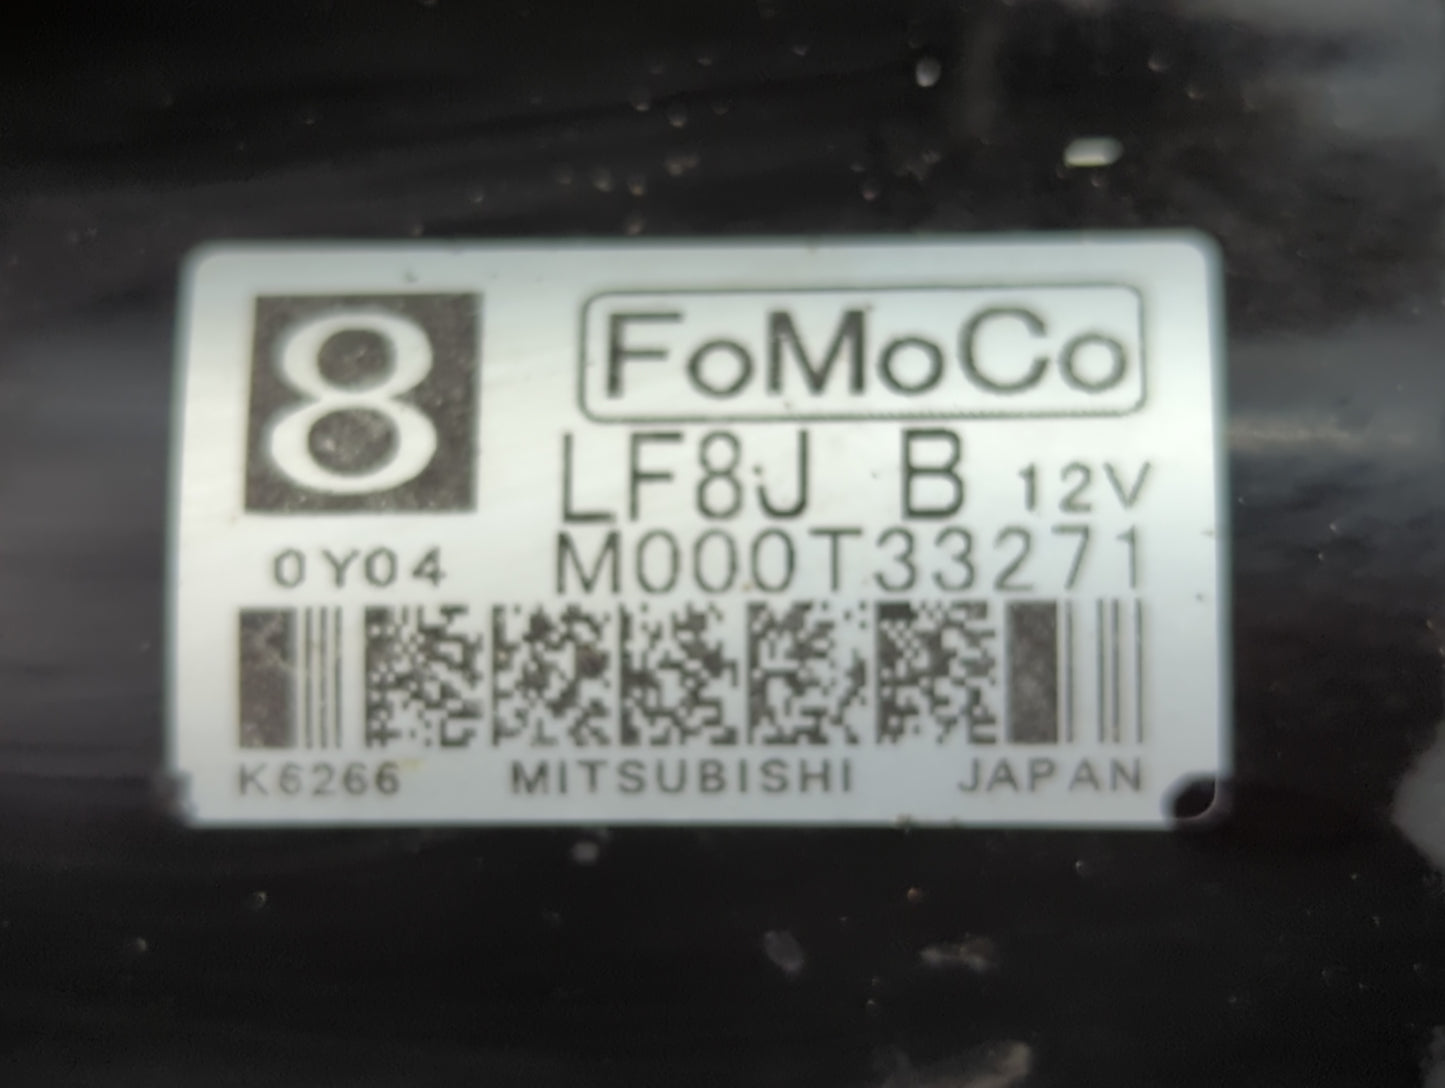 8
FoMoCo
LF8J B 12V
0Y04
M000T33271
K6266 MITSUBISHI JAPAN